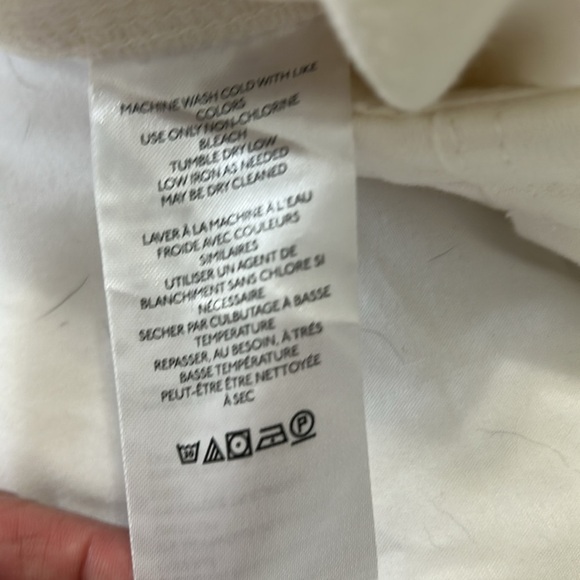 MACHINE WASH COLD WITH LIKE
COLORS
USE ONLY NON-CHLORINE
BLEACH
TUMBLE DRY LOW
LOW IRON AS NEEDED
MAY BE DRY CLEANED
LAVER À LA MACHINE À L'EAU
FROIDE AVEC COULEURS
SIMILAIRES
UTILISER UN AGENT DE
BLANCHIMENT SANS CHLORE SI
NÉCESSAIRE
SECHER PAR CULBUTAGE À BASSE
TEMPÉRATURE
REPASSER, AU BESOIN, À TRÈS
BASSE TEMPÉRATURE
PEUT-ÊTRE ÊTRE NETTOYÉE
À SEC
30 P